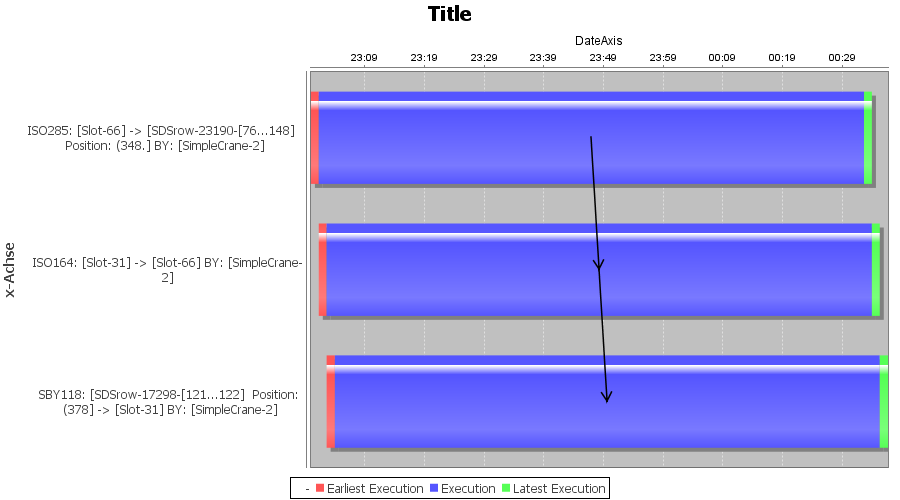 Title
DateAxis
23:09 23:19 23:29 23:39 23:49 23:59 00:09 00:19 00:29
x-Achse
ISO285: [Slot-66] -> [SDSrow-23190-[76...148]
Position: (348.] BY: [SimpleCrane-2]
ISO164: [Slot-31] -> [Slot-66] BY: [SimpleCrane-
2]
SBY118: [SDSrow-17298-[121...122] Position:
(378] -> [Slot-31] BY: [SimpleCrane-2]
- Earliest Execution Execution Latest Execution